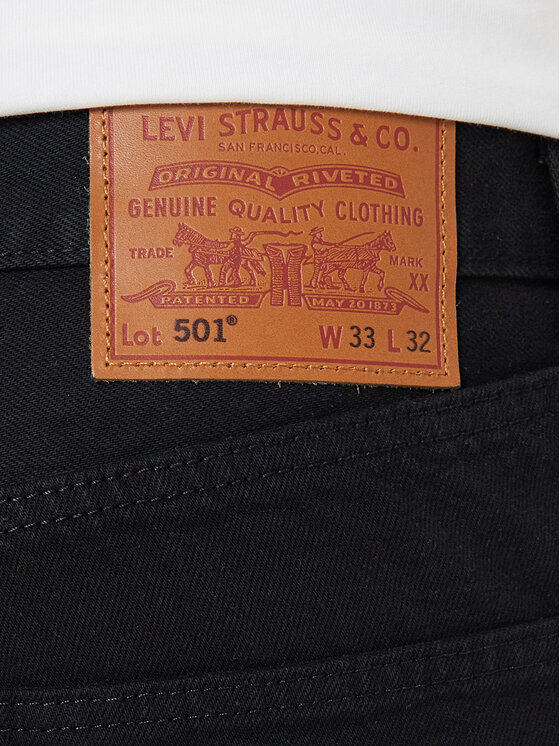 LEVI STRAUSS & CO.
SAN FRANCISCO, CAL.
ORIGINAL RIVETED
GENUINE QUALITY CLOTHING
TRADE MARK
XX
PATENTED MAY 20 1873
Lot 501® W 33 L 32